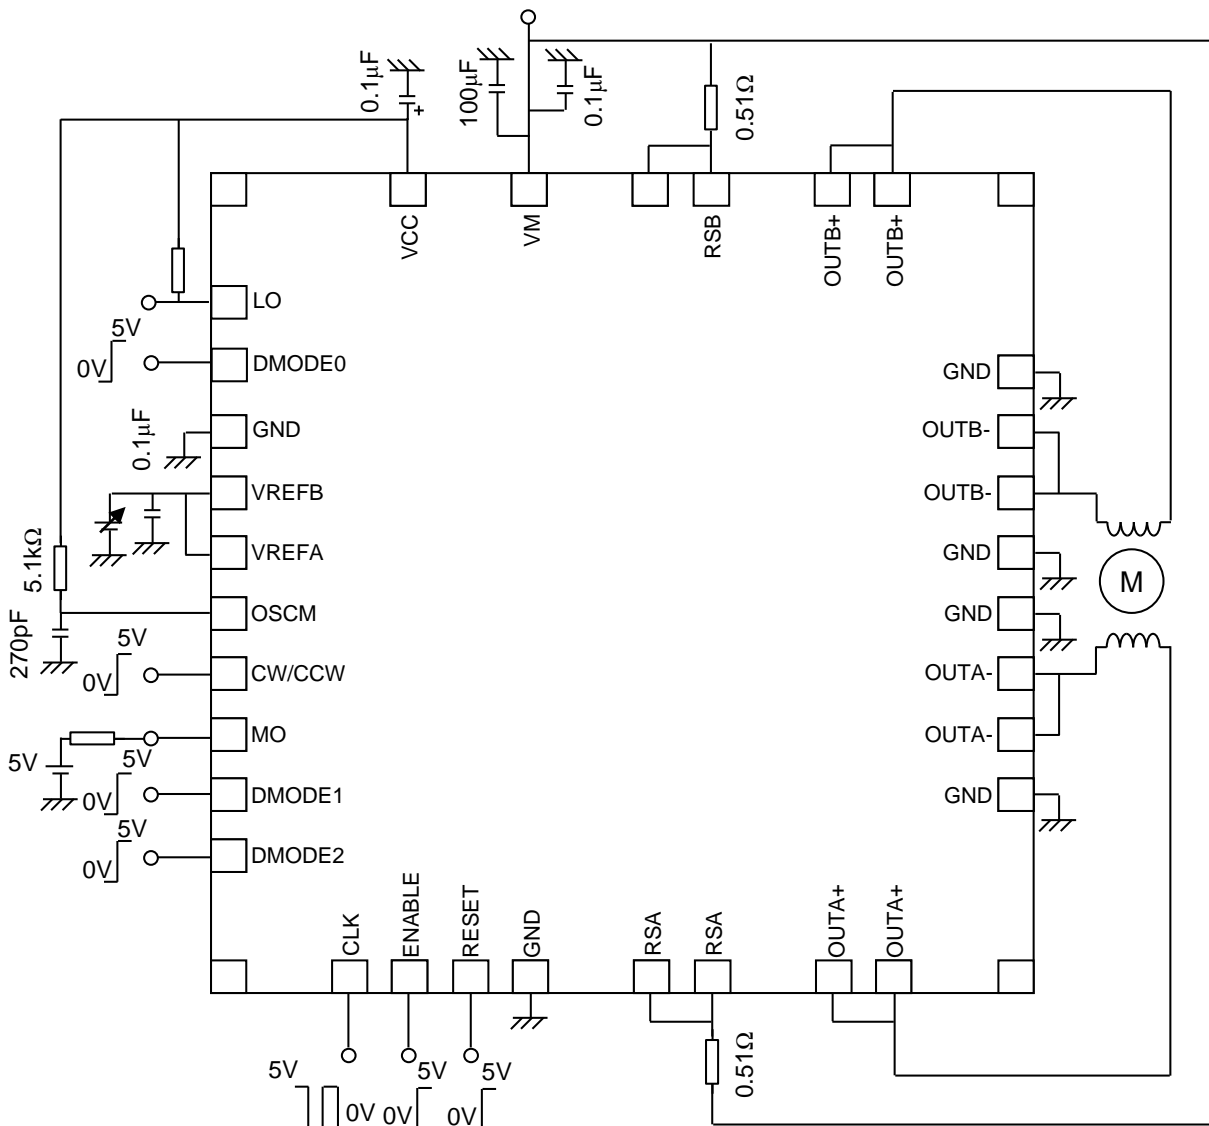 0.1µF
100µF
0.1µF
0.51Ω
VCC
VM
RSB
OUTB+
OUTB+
LO
5V
0V
DMODE0
GND
0.1µF
VREFB
VREFA
5.1kΩ
OSCM
270pF
5V
0V
CW/CCW
MO
5V
5V
0V
DMODE1
5V
0V
DMODE2
GND
OUTB-
OUTB-
GND
M
GND
OUTA-
OUTA-
GND
CLK
ENABLE
RESET
GND
RSA
RSA
OUTA+
OUTA+
0.51Ω
5V
0V
5V
0V
5V
0V